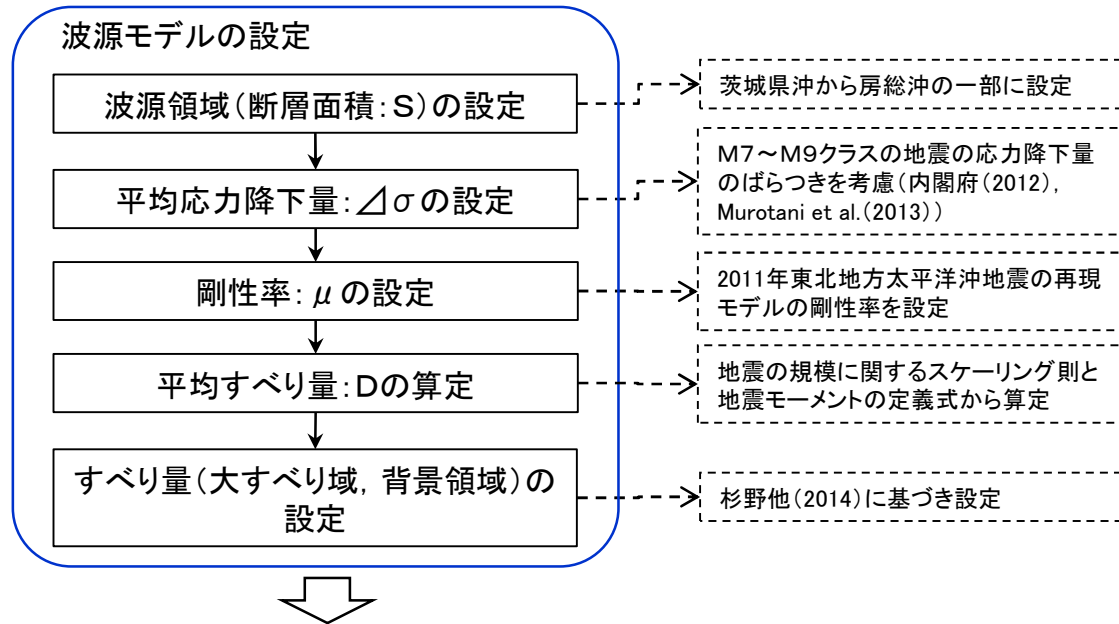 波源モデルの設定
波源領域(断層面積:S)の設定
茨城県沖から房総沖の一部に設定
平均応力降下量:⊿σの設定
M7~M9クラスの地震の応力降下量
のばらつきを考慮(内閣府(2012),
Murotani et al.(2013))
剛性率:μの設定
2011年東北地方太平洋沖地震の再現
モデルの剛性率を設定
平均すべり量:Dの算定
地震の規模に関するスケーリング則と
地震モーメントの定義式から算定
すべり量(大すべり域, 背景領域)の
設定
杉野他(2014)に基づき設定